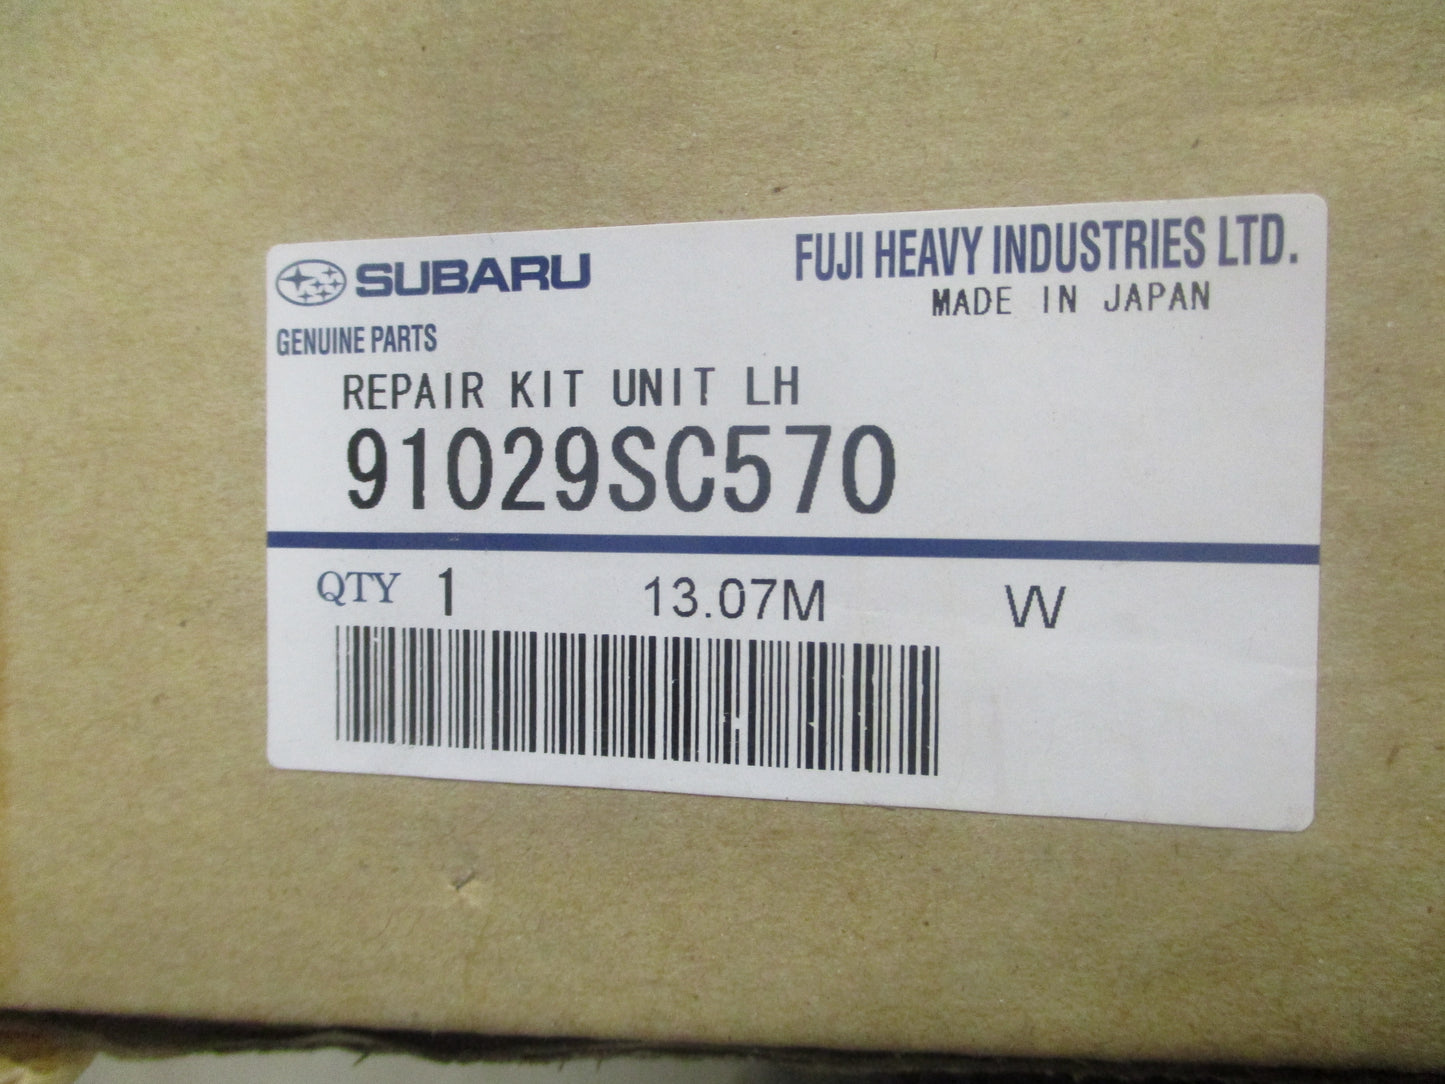 SUBARU
FUJI HEAVY INDUSTRIES LTD.
MADE IN JAPAN
GENUINE PARTS
REPAIR KIT UNIT LH
91029SC570
QTY 1 13.07M W